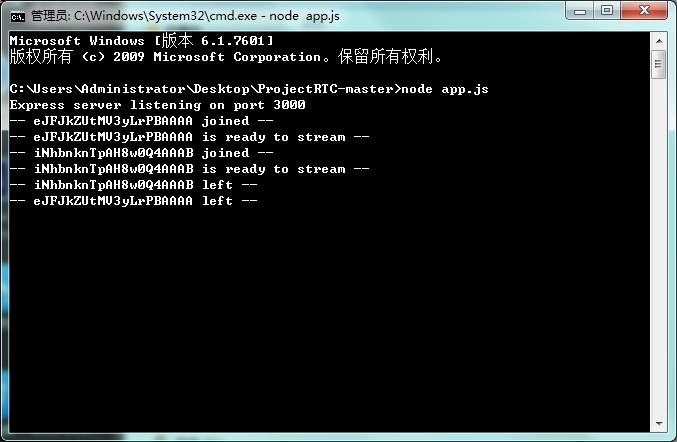 管理员: C:\Windows\System32\cmd.exe - node  app.js
Microsoft Windows [版本 6.1.7601]
版权所有 (c) 2009 Microsoft Corporation。保留所有权利。
C:\Users\Administrator\Desktop\ProjectRTC-master>node app.js
Express server listening on port 3000
-- eJFJkZUtMV3yLrPBAAAA joined --
-- eJFJkZUtMV3yLrPBAAAA is ready to stream --
-- iNhbnknTpAH8w0Q4AAAB joined --
-- iNhbnknTpAH8w0Q4AAAB is ready to stream --
-- iNhbnknTpAH8w0Q4AAAB left --
-- eJFJkZUtMV3yLrPBAAAA left --